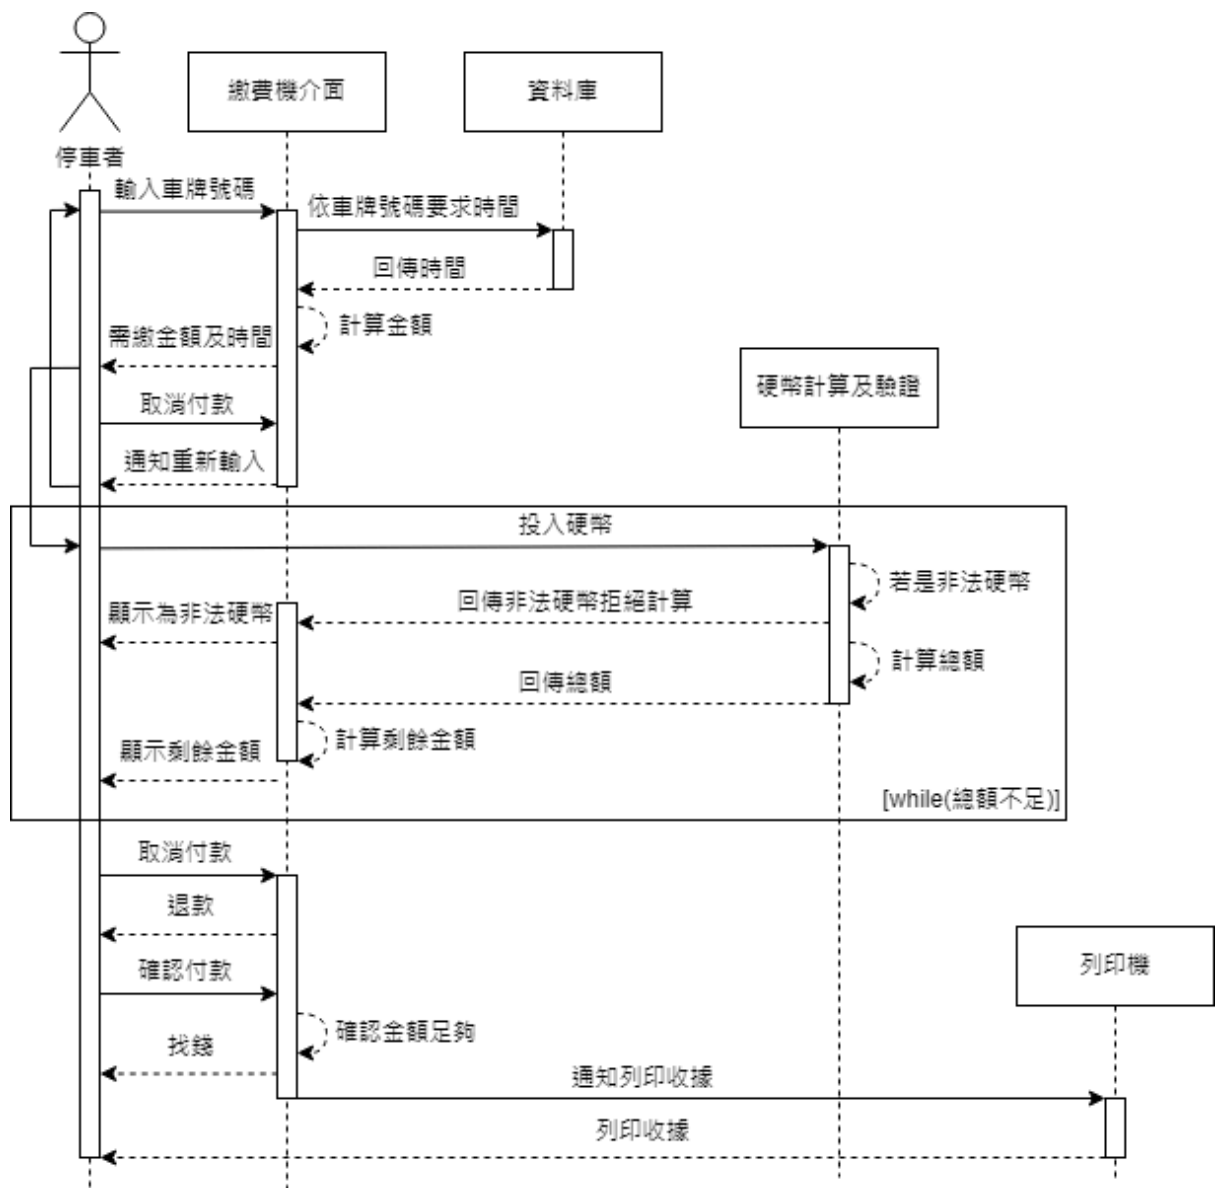 停車者
繳費機介面
資料庫
輸入車牌號碼
依車牌號碼要求時間
回傳時間
計算金額
需繳金額及時間
硬幣計算及驗證
取消付款
通知重新輸入
投入硬幣
若是非法硬幣
回傳非法硬幣拒絕計算
顯示為非法硬幣
計算總額
回傳總額
計算剩餘金額
顯示剩餘金額
[while(總額不足)]
取消付款
退款
列印機
確認付款
確認金額足夠
找錢
通知列印收據
列印收據